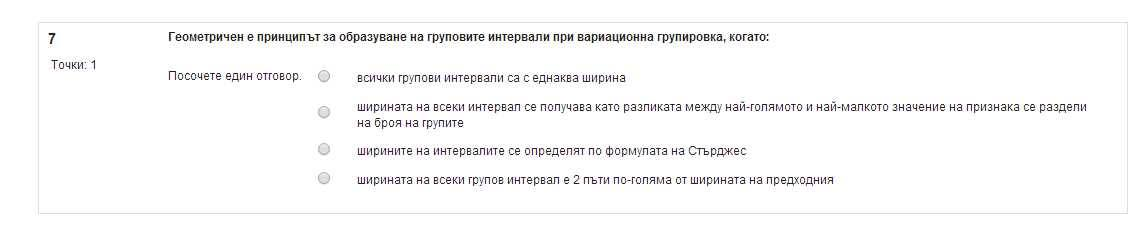 7
Геометричен е принципът за образуване на груповите интервали при вариационна групировка, когато:
Точки: 1
Посочете един отговор.
всички групови интервали са с еднаква ширина
ширината на всеки интервал се получава като разликата между най-голямото и най-малкото значение на признака се раздели
на броя на групите
ширините на интервалите се определят по формулата на Стърджес
ширината на всеки групов интервал е 2 пъти по-голяма от ширината на предходния